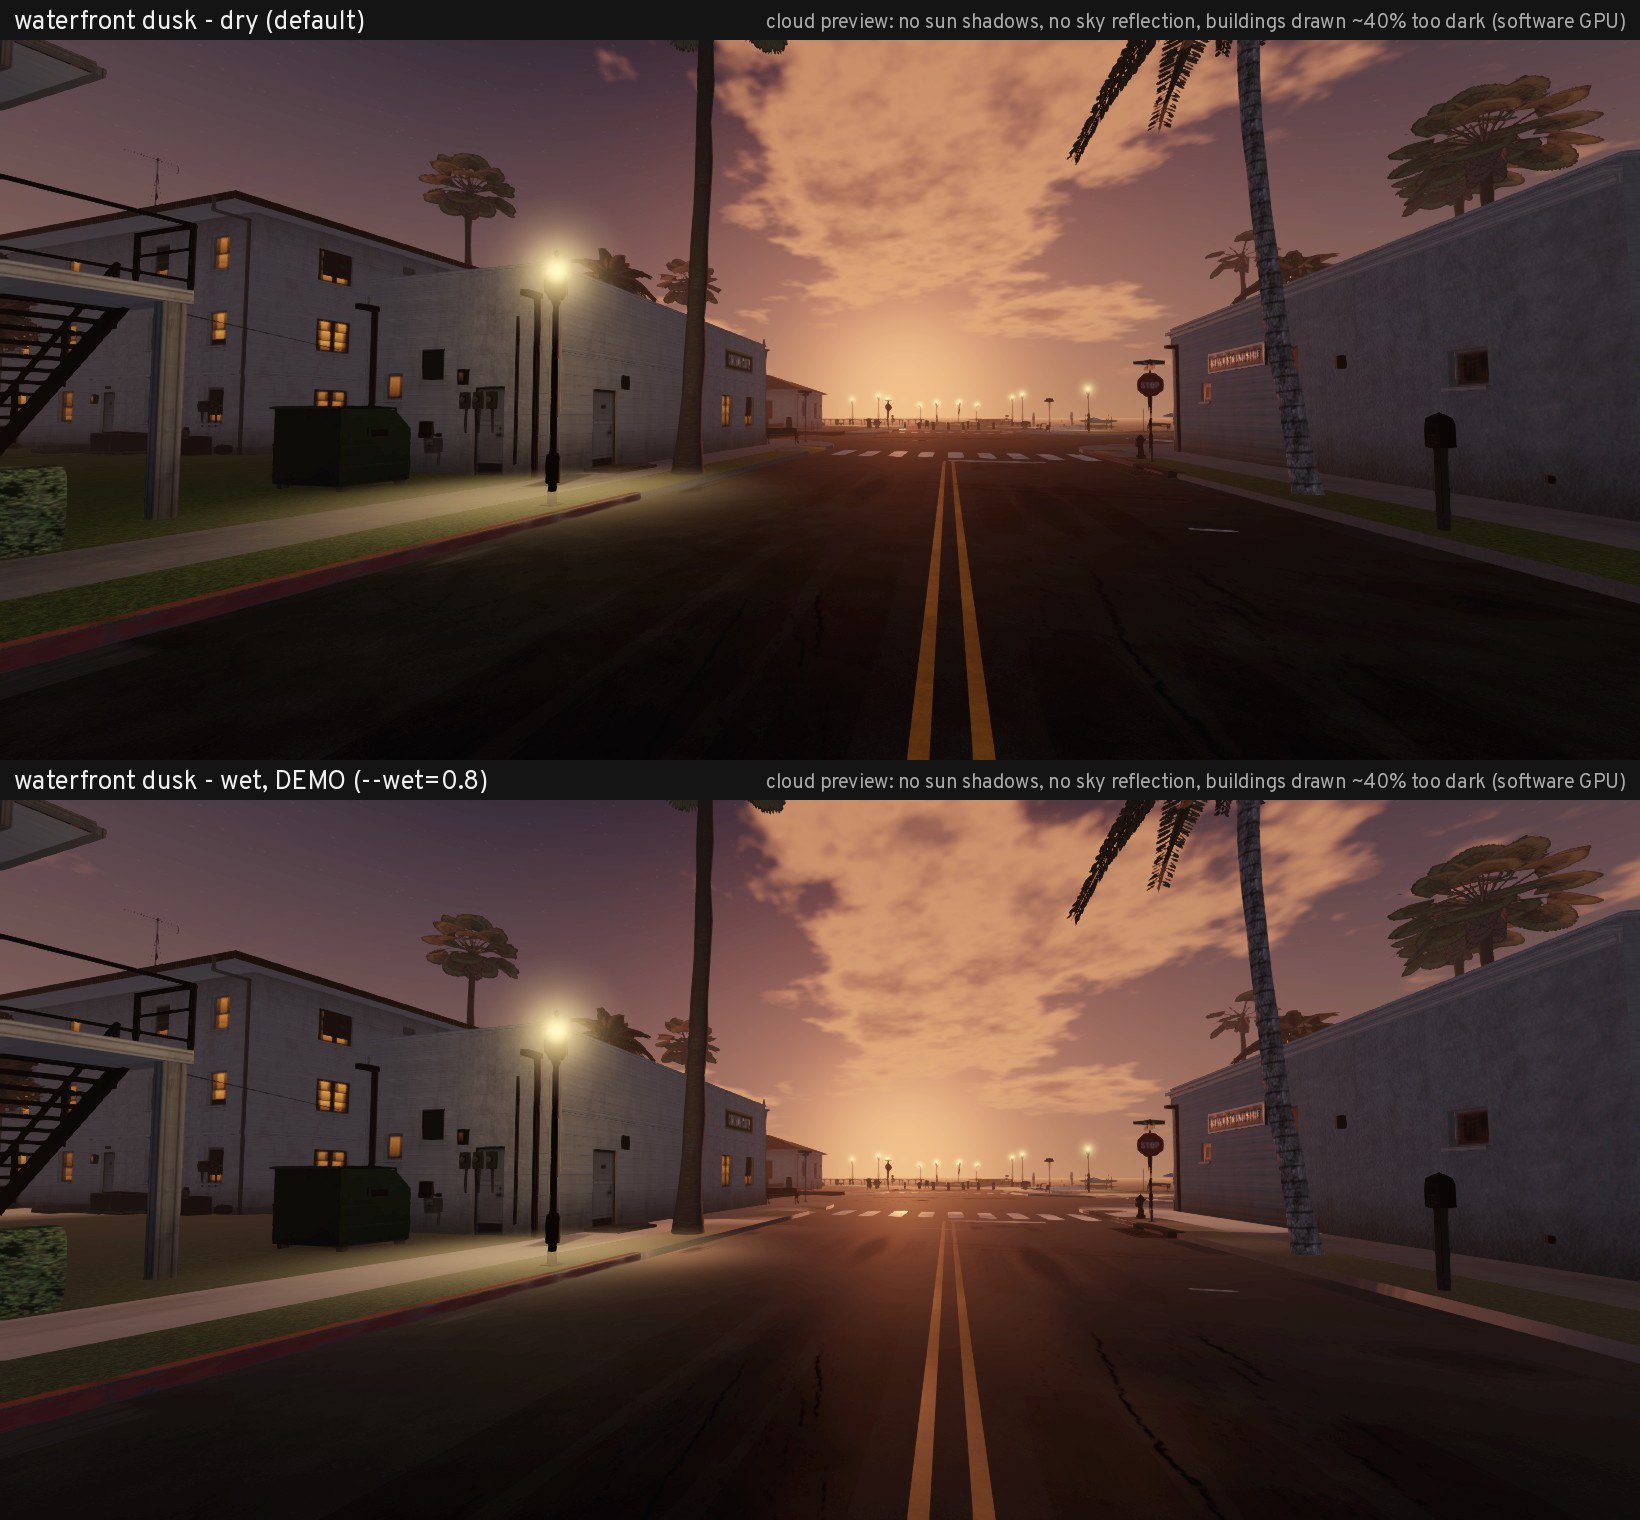 waterfront dusk - dry (default)
cloud preview: no sun shadows, no sky reflection, buildings drawn ~40% too dark (software GPU)
STOP
waterfront dusk - wet, DEMO (--wet=0.8)
cloud preview: no sun shadows, no sky reflection, buildings drawn ~40% too dark (software GPU)
STOP